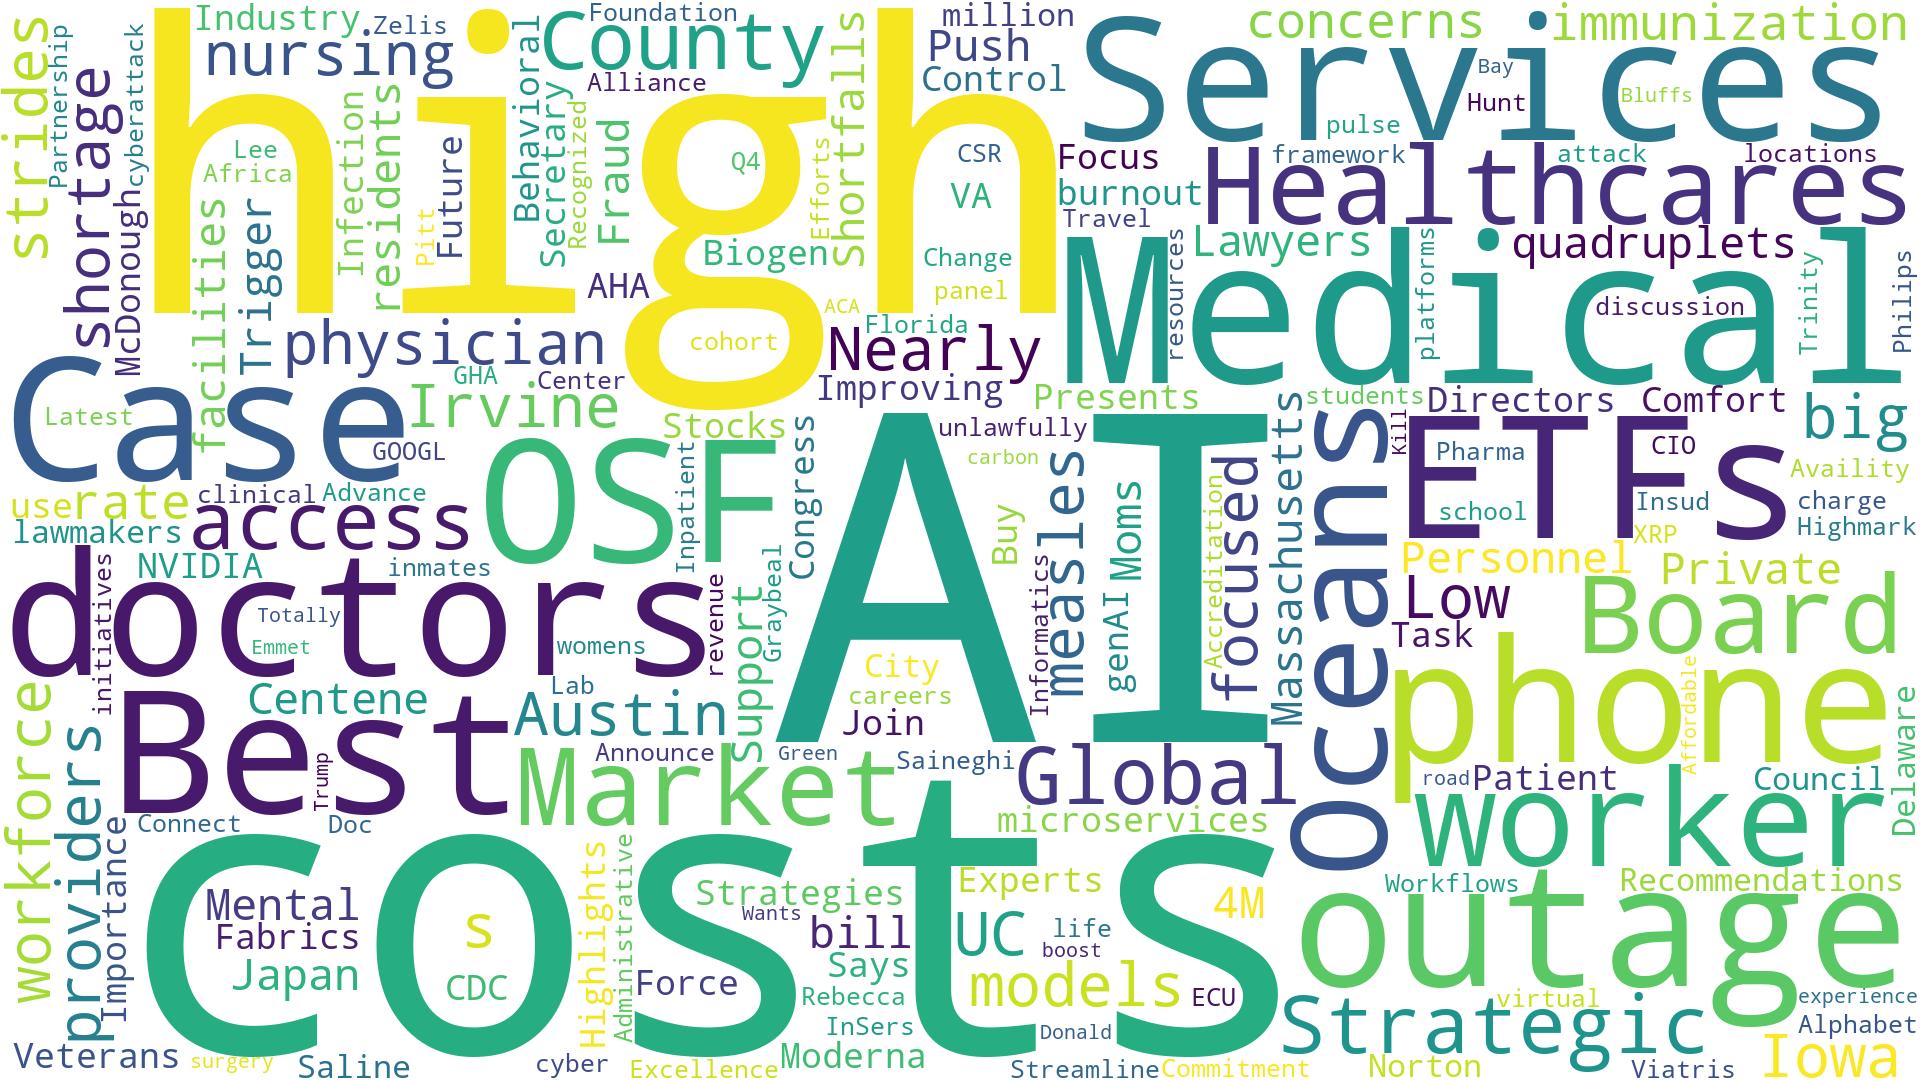 high
costs
AI
Services
Medical
Healthcares
ETFs
Oceans
phone
outage
worker
Board
Strategic
Iowa
doctors
Best
Case
OSF
Market
Global
County
nursing
Industry
Zelis
Foundation
Alliance
million
Push
Control
concerns
immunization
Bay
Hunt
Bluffs
pulse
framework
attack
locations
Focus
burnout
Travel
strides
Partnership
shortage
cyberattack
McDonough
Lee
Africa
facilities
Trigger
Infection
residents
Pitt
Future
Behavioral
Secretary
Recognized
Fraud
Q4
Efforts
Shortfalls
CSR
VA
Biogen
AHA
Change
panel
ACA
Florida
cohort
Nearly
Improving
physician
GHA
Center
Irvine
Latest
GOOGL
Stocks
Lawyers
quadruplets
resources
platforms
discussion
Trinity
Philips
Presents
students
Directors
Comfort
big
Kill
Pharma
CIO
Availity
school
Insud
charge
XRP
Highmark
Personnel
Private
Low
Task
unlawfully
carbon
Congress
Inpatient
Buy
measles
Moms
genAI
Informatics
Accreditation
focused
Massachusetts
use
rate
clinical
Advance
access
lawmakers
NVIDIA
inmates
initiatives
Totally
Emmet
womens
revenue
support
Graybeal
City
careers
Join
Saineghi
Green
Centene
Lab
Austin
Announce
Trump
workforce
providers
Importance
Connect
Doc
microservices
Affordable
Delaware
road
Patient
Council
Workflows
Recommendations
Mental
Fabrics
Japan
s
CDC
Highlights
Administrative
Strategies
Wants
bill
Says
Rebecca
InSers
Force
Experts
UC
life
boost
models
4M
ECU
Donald
Veterans
surgery
Saline
cyber
Excellence
Moderna
Streamline
Commitment
Norton
virtual
experience
Alphabet
Viatris